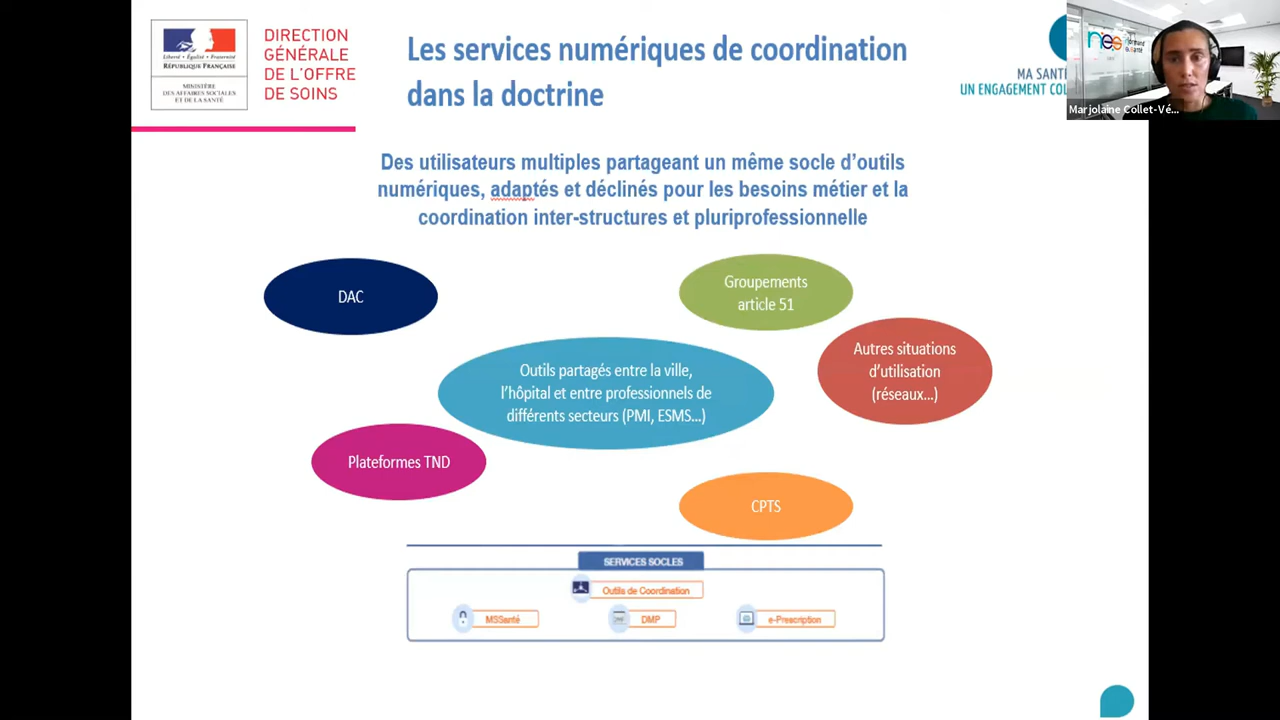 DIRECTION
GÉNÉRALE
DE L'OFFRE
DE SOINS
Liberté • Égalité • Fraternité
RÉPUBLIQUE FRANÇAISE
MINISTÈRE
DES AFFAIRES SOCIALES
ET DE LA SANTÉ
Les services numériques de coordination
dans la doctrine
MA SANT
UN ENGAGEMENT COL
Marjolaine Collet-Vé...
Des utilisateurs multiples partageant un même socle d'outils
numériques, adaptés et déclinés pour les besoins métier et la
coordination inter-structures et pluriprofessionnelle
DAC
Groupements
article 51
Autres situations
d'utilisation
(réseaux...)
Outils partagés entre la ville,
l'hôpital et entre professionnels de
différents secteurs (PMI, ESMS...)
Plateformes TND
CPTS
SERVICES SOCLES
Outils de Coordination
MSSanté
DMP
e-Prescription